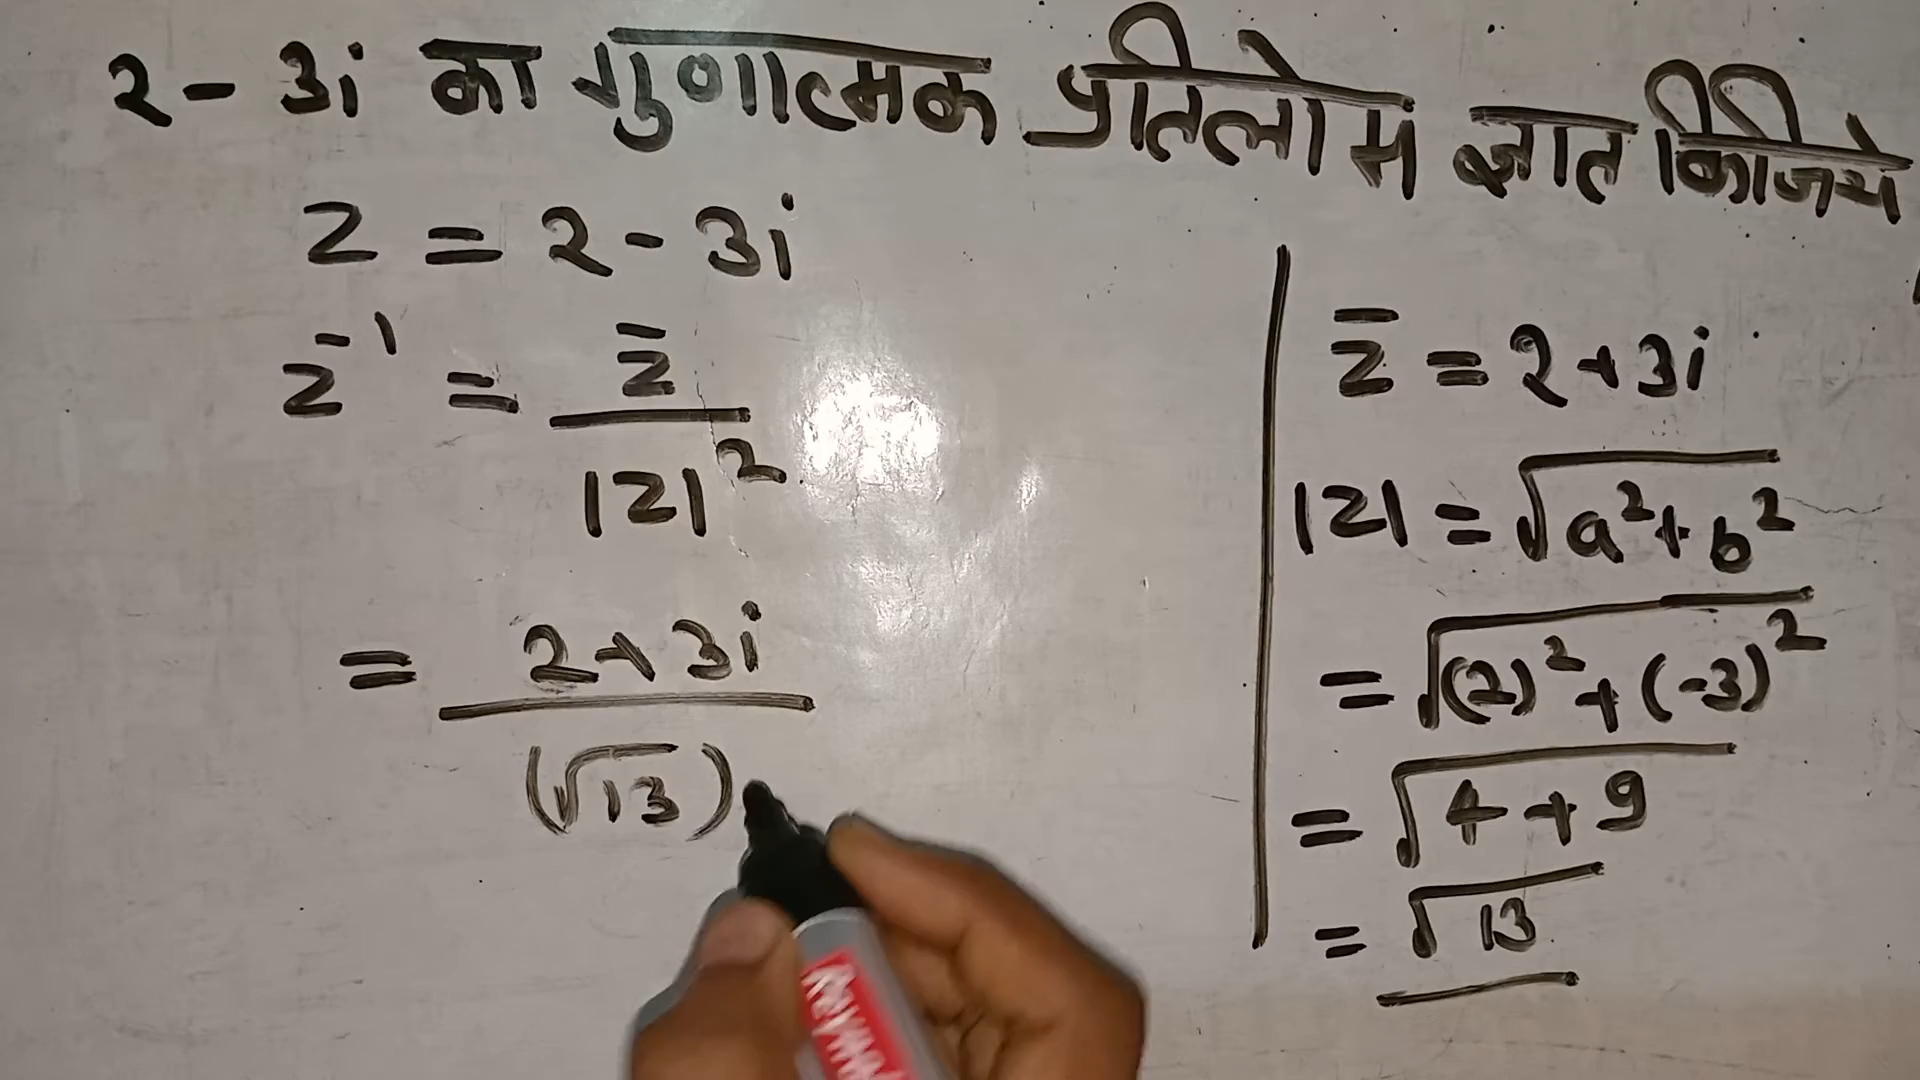 2 - 3i का गुणात्मक प्रतिलोम ज्ञात किजिये
z = 2 - 3i
z⁻¹ = z̅ / |z|²
= 2 + 3i / (√13)
z̅ = 2 + 3i
|z| = √a² + b²
= √(2)² + (-3)²
= √4 + 9
= √13